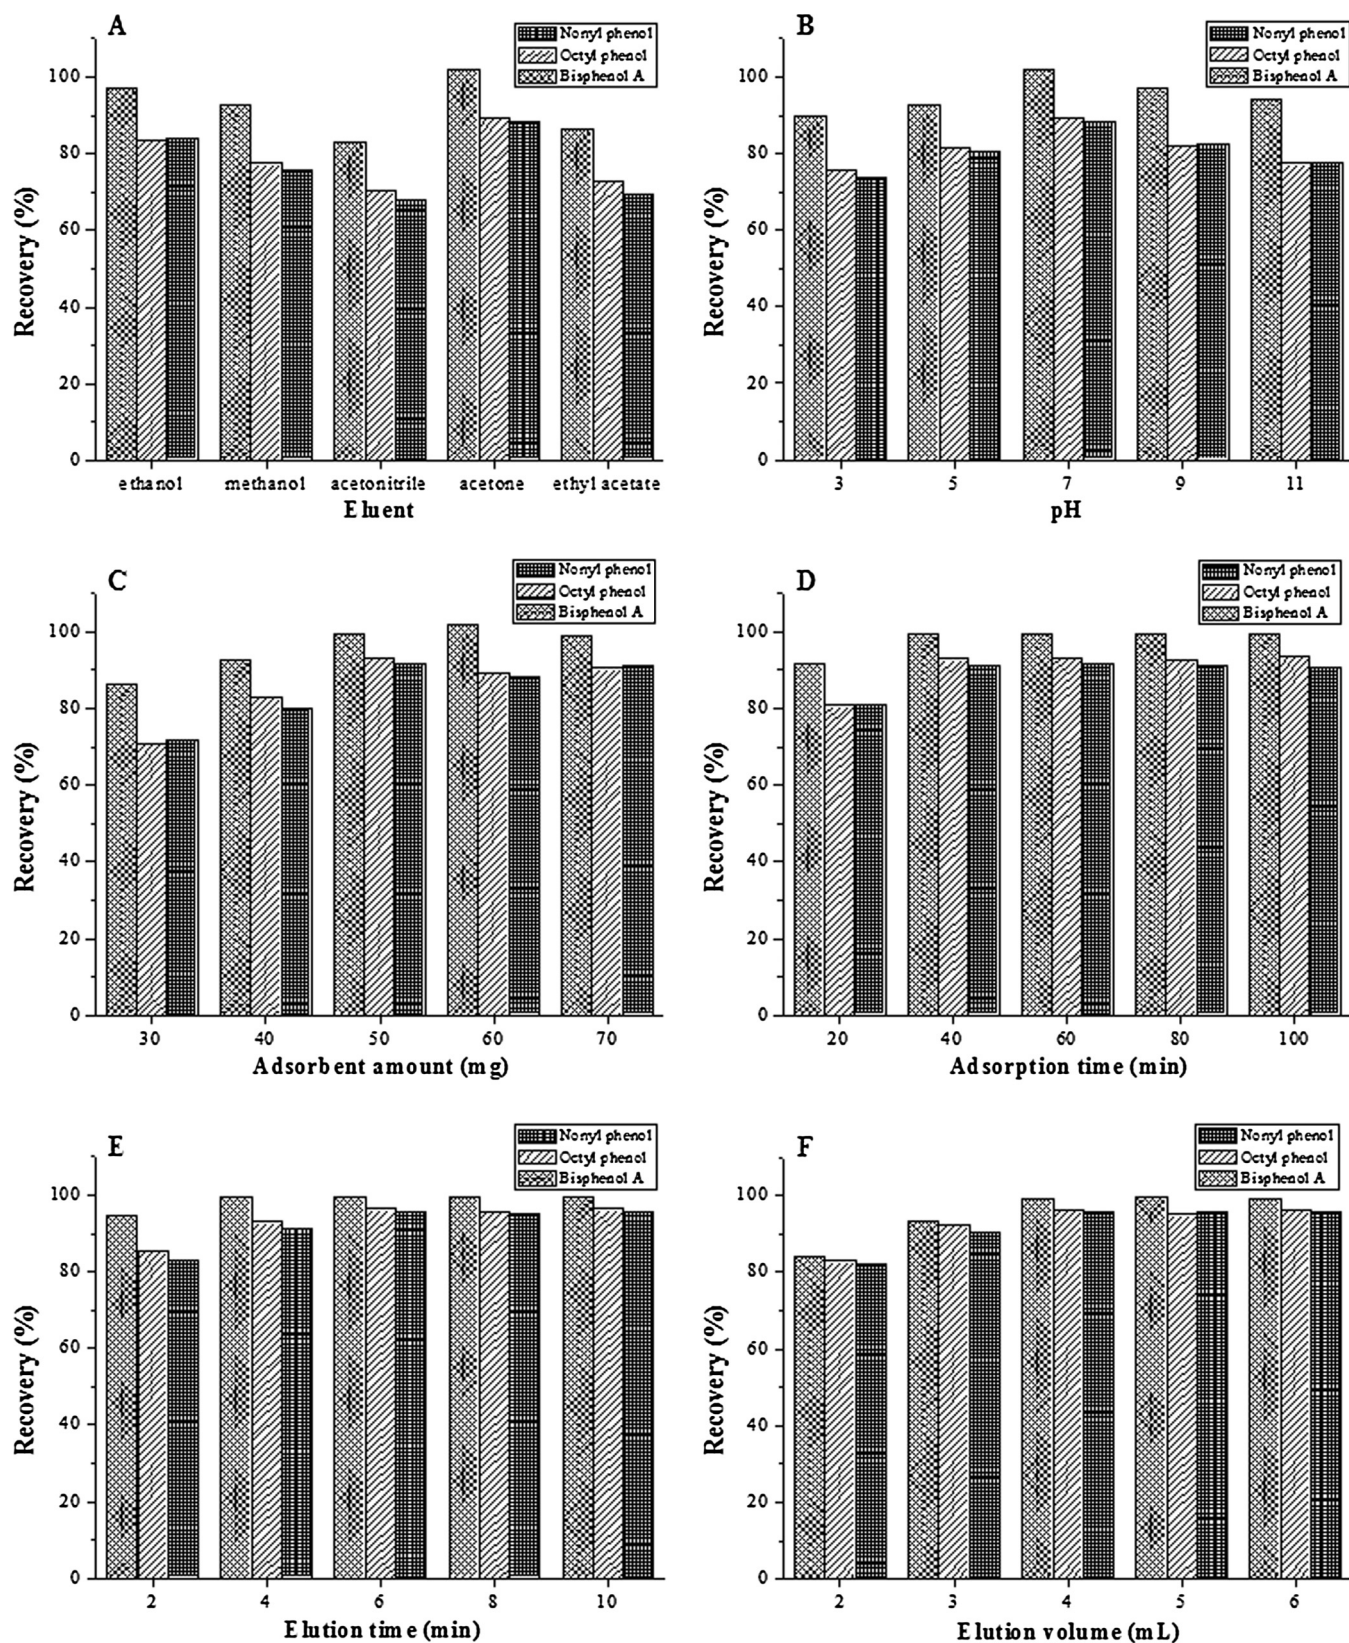 A
Nonyl phenol
Octyl phenol
Bisphenol A
100
80
60
40
20
0
Recovery (%)
ethanol methanol acetonitrile acetone ethyl acetate
Eluent
B
Nonyl phenol
Octyl phenol
Bisphenol A
100
80
60
40
20
0
Recovery (%)
3 5 7 9 11
pH
C
Nonyl phenol
Octyl phenol
Bisphenol A
100
80
60
40
20
0
Recovery (%)
30 40 50 60 70
Adsorbent amount (mg)
D
Nonyl phenol
Octyl phenol
Bisphenol A
100
80
60
40
20
0
Recovery (%)
20 40 60 80 100
Adsorption time (min)
E
Nonyl phenol
Octyl phenol
Bisphenol A
100
80
60
40
20
0
Recovery (%)
2 4 6 8 10
Elution time (min)
F
Nonyl phenol
Octyl phenol
Bisphenol A
100
80
60
40
20
0
Recovery (%)
2 3 4 5 6
Elution volume (mL)